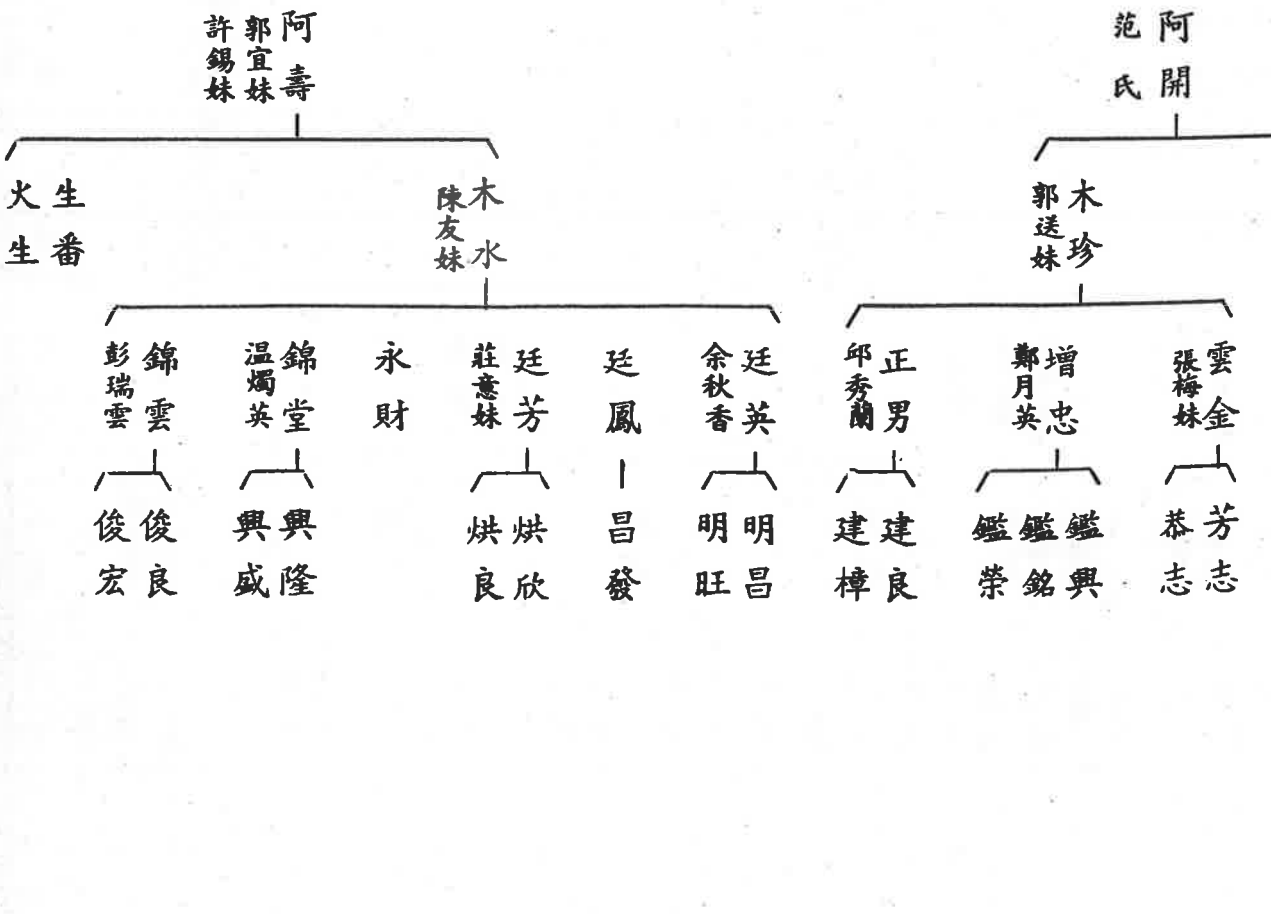 阿開
范氏
阿壽
郭宜妹
許錫妹
木珍
郭送妹
木水
陳友妹
生番
火生
雲金
張梅妹
增忠
鄭月英
正男
邱秀蘭
廷英
余秋香
廷鳳
廷芳
莊意妹
永財
錦堂
温燭英
錦雲
彭瑞雲
芳志
恭志
鑑興
鑑銘
鑑榮
建良
建樟
明昌
明旺
昌發
烘欣
烘良
興隆
興盛
俊良
俊宏